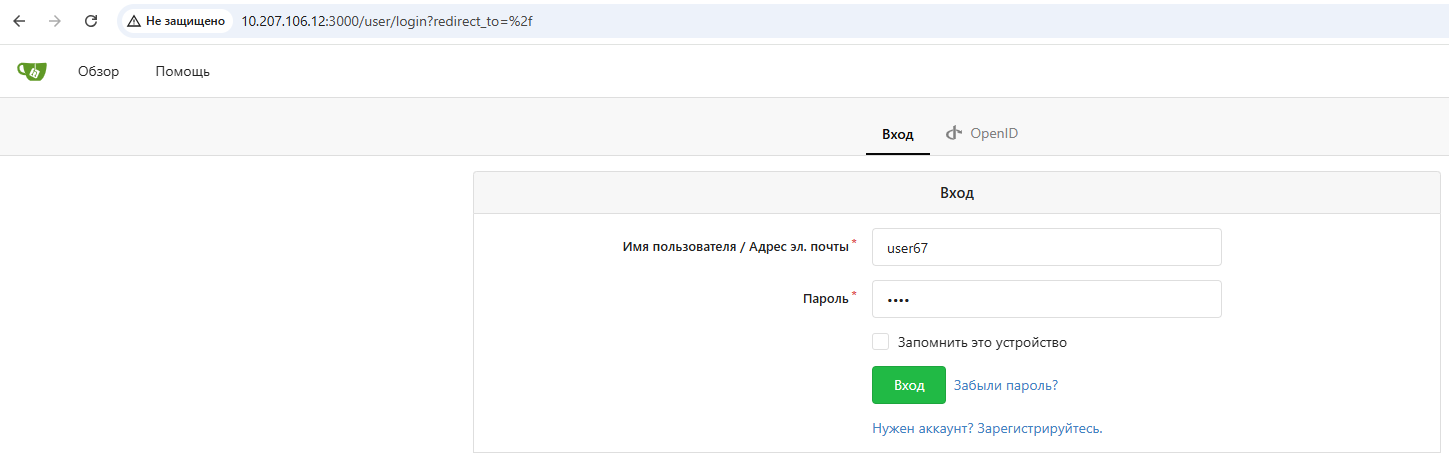 Не защищено 10.207.106.12:3000/user/login?redirect_to=%2f
Обзор Помощь
Вход OpenID
Вход
Имя пользователя / Адрес эл. почты * user67
Пароль * ••••
Запомнить это устройство
Вход Забыли пароль?
Нужен аккаунт? Зарегистрируйтесь.